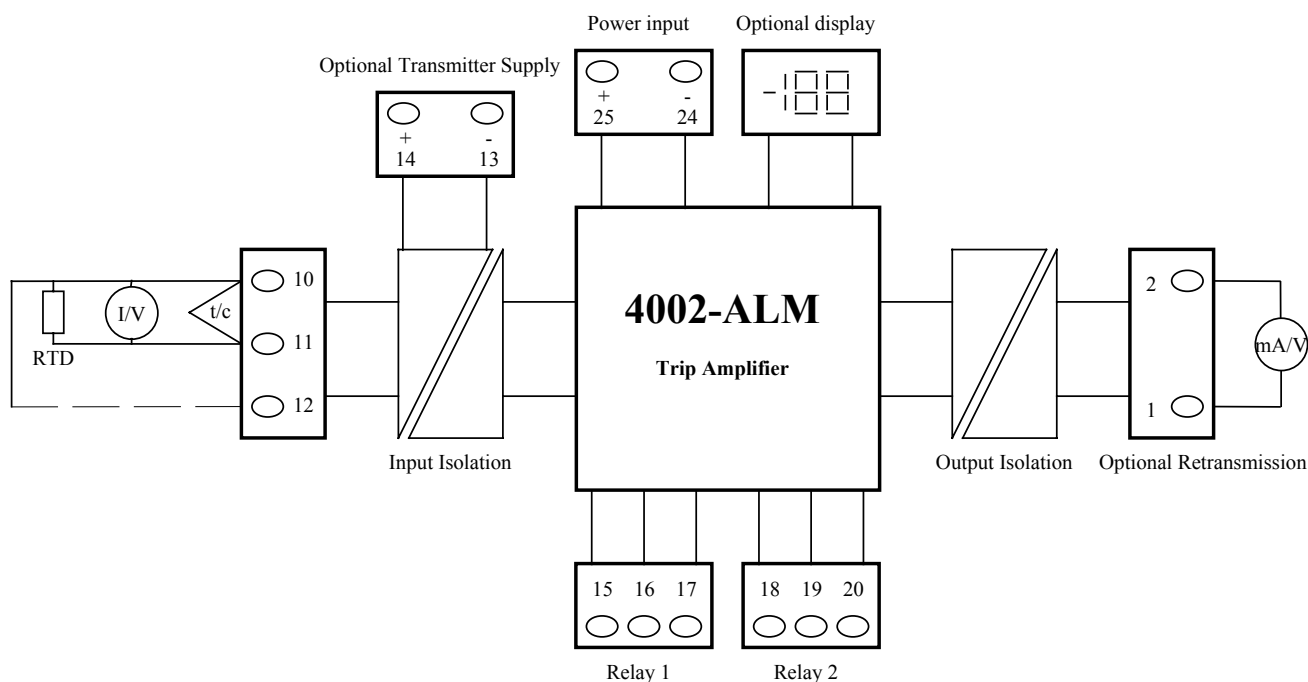 Power input
Optional display
Optional Transmitter Supply
+ -
25 24
-188
+ -
14 13
10
I/V
t/c
11
RTD
12
Input Isolation
4002-ALM
Trip Amplifier
Output Isolation
2
mA/V
1
Optional Retransmission
15 16 17
18 19 20
Relay 1
Relay 2